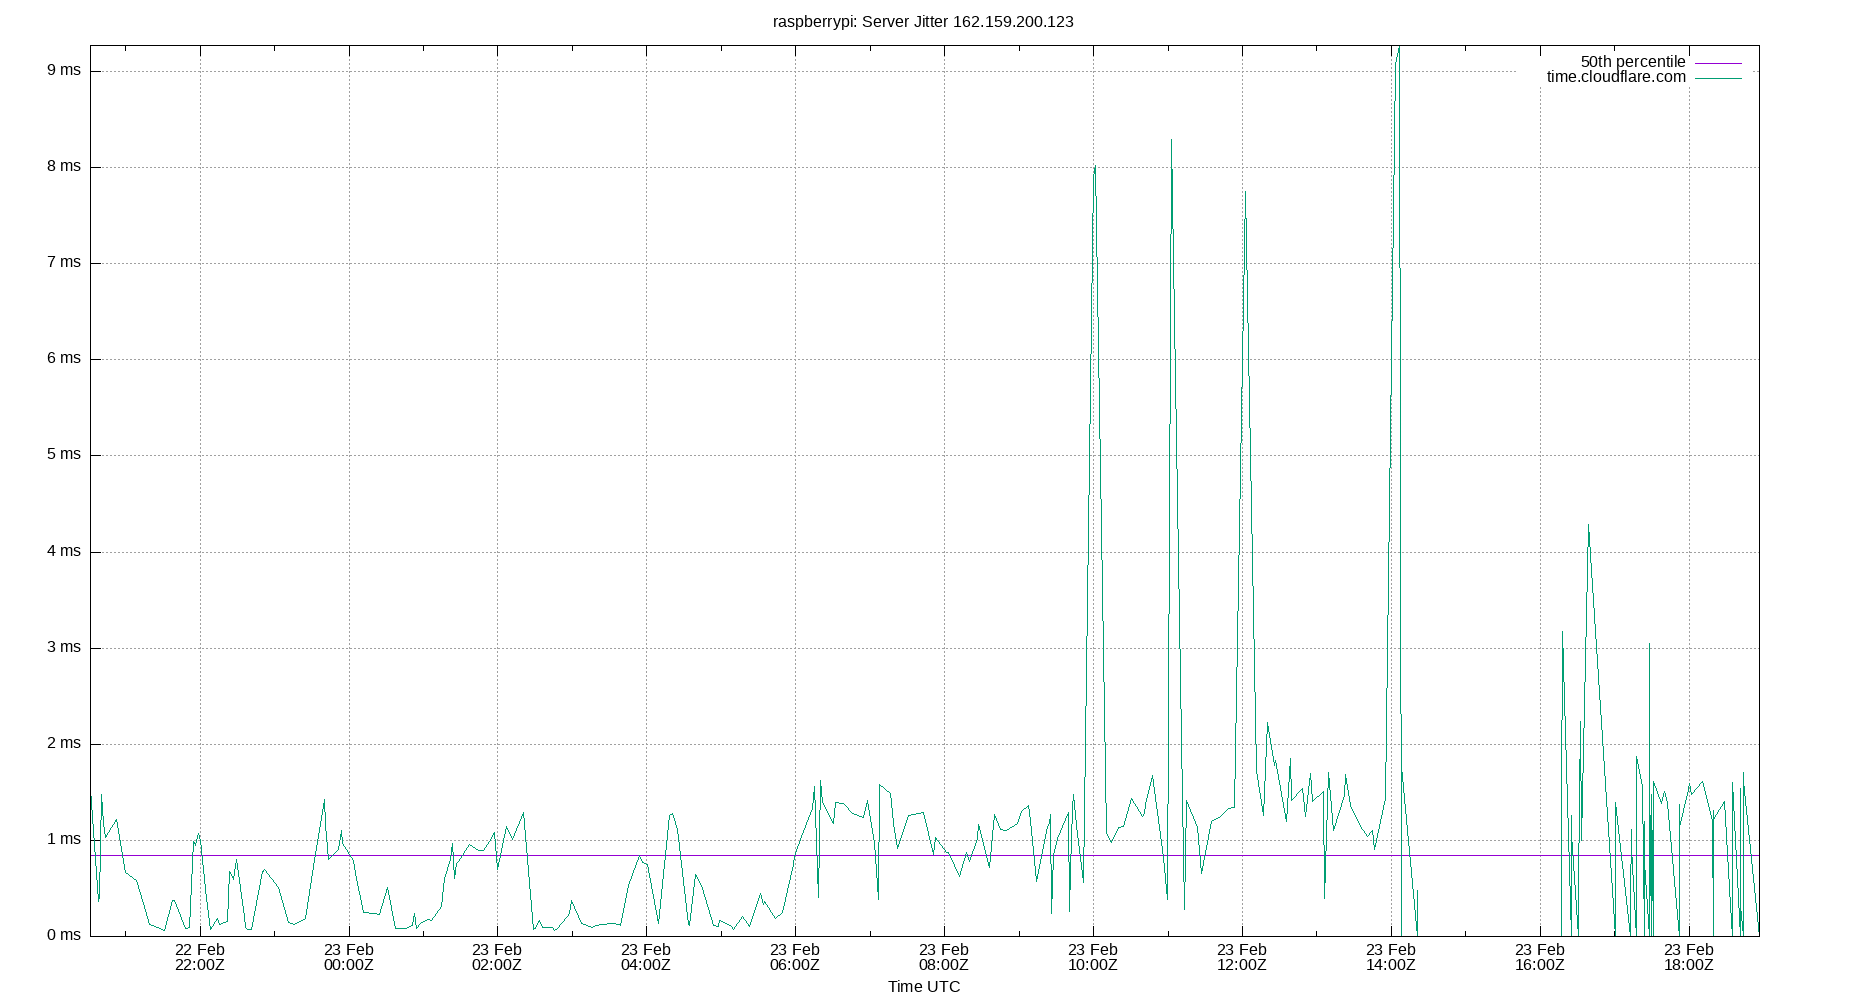 raspberrypi: Server Jitter 162.159.200.123
50th percentile
time.cloudflare.com
9 ms
8 ms
7 ms
6 ms
5 ms
4 ms
3 ms
2 ms
1 ms
0 ms
22 Feb 23 Feb 23 Feb 23 Feb 23 Feb 23 Feb 23 Feb 23 Feb 23 Feb 23 Feb 23 Feb
22:00Z 00:00Z 02:00Z 04:00Z 06:00Z 08:00Z 10:00Z 12:00Z 14:00Z 16:00Z 18:00Z
Time UTC